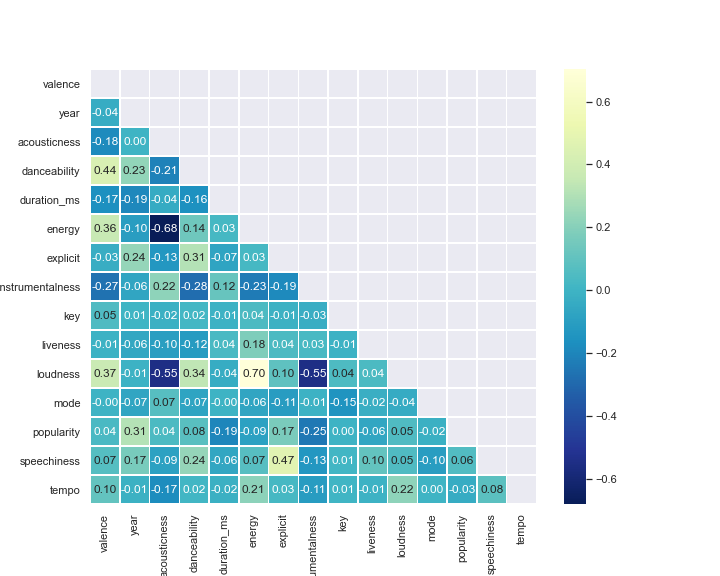 valence
year -0.04
acousticness -0.18 0.00
danceability 0.44 0.23 -0.21
duration_ms -0.17 -0.19 -0.04 -0.16
energy 0.36 -0.10 -0.68 0.14 0.03
explicit -0.03 0.24 -0.13 0.31 -0.07 0.03
nstrumentalness -0.27 -0.06 0.22 -0.28 0.12 -0.23 -0.19
key 0.05 0.01 -0.02 0.02 -0.01 0.04 -0.01 -0.03
liveness -0.01 -0.06 -0.10 -0.12 0.04 0.18 0.04 0.03 -0.01
loudness 0.37 -0.01 -0.55 0.34 -0.04 0.70 0.10 -0.55 0.04 0.04
mode -0.00 -0.07 0.07 -0.07 -0.00 -0.06 -0.11 -0.01 -0.15 -0.02 -0.04
popularity 0.04 0.31 0.04 0.08 -0.19 -0.09 0.17 -0.25 0.00 -0.06 0.05 -0.02
speechiness 0.07 0.17 -0.09 0.24 -0.06 0.07 0.47 -0.13 0.01 0.10 0.05 -0.10 0.06
tempo 0.10 -0.01 -0.17 0.02 -0.02 0.21 0.03 -0.11 0.01 -0.01 0.22 0.00 -0.03 0.08
valence
year
acousticness
danceability
duration_ms
energy
explicit
umentalness
key
liveness
loudness
mode
popularity
speechiness
tempo
0.6
0.4
0.2
0.0
−0.2
−0.4
−0.6